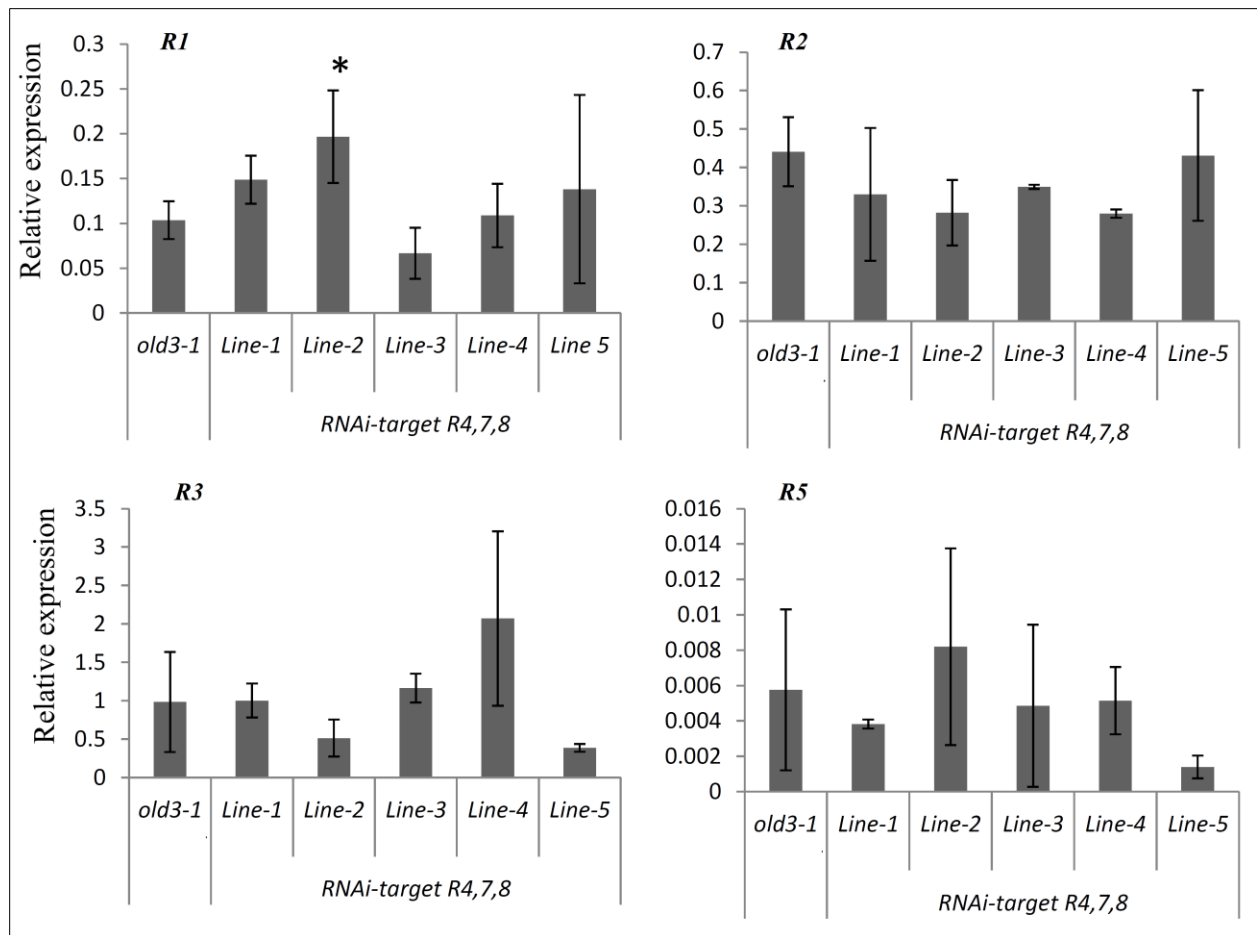 R1
*
Relative expression
0.3
0.25
0.2
0.15
0.1
0.05
0
old3-1 Line-1 Line-2 Line-3 Line-4 Line 5
RNAi-target R4,7,8
R2
0.7
0.6
0.5
0.4
0.3
0.2
0.1
0
old3-1 Line-1 Line-2 Line-3 Line-4 Line-5
RNAi-target R4,7,8
R3
Relative expression
3.5
3
2.5
2
1.5
1
0.5
0
old3-1 Line-1 Line-2 Line-3 Line-4 Line-5
RNAi-target R4,7,8
R5
0.016
0.014
0.012
0.01
0.008
0.006
0.004
0.002
0
old3-1 Line-1 Line-2 Line-3 Line-4 Line-5
RNAi-target R4,7,8